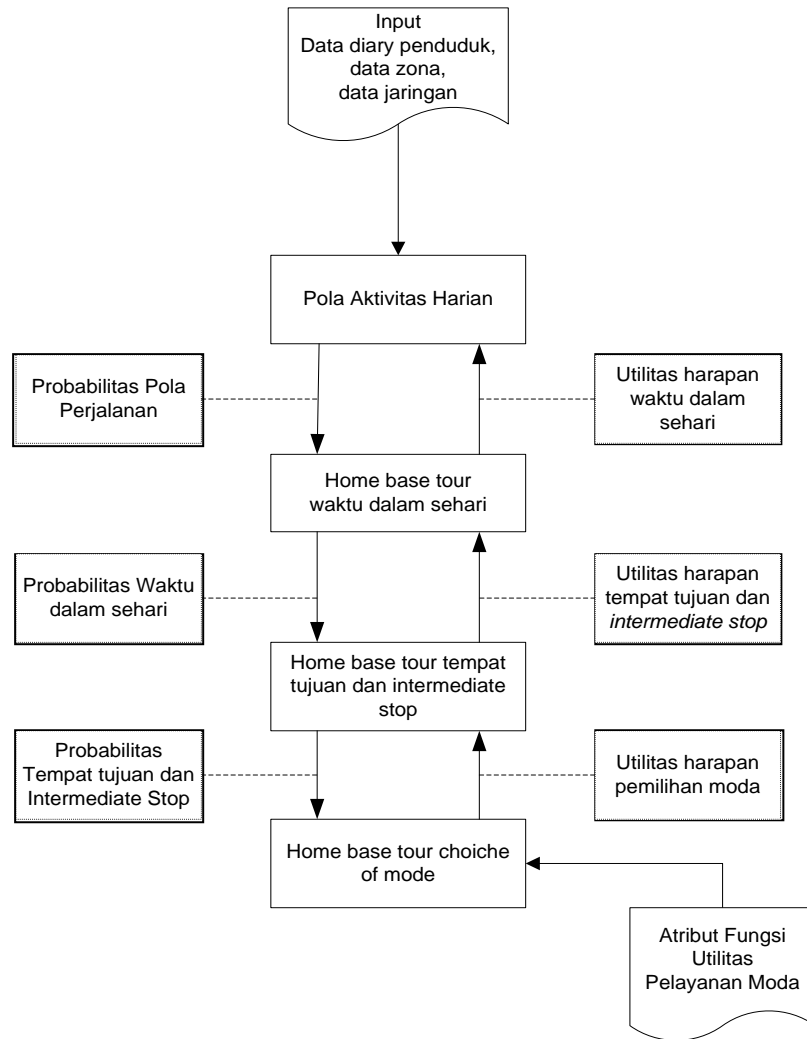 Input
Data diary penduduk,
data zona,
data jaringan
Pola Aktivitas Harian
Probabilitas Pola
Perjalanan
Utilitas harapan
waktu dalam
sehari
Home base tour
waktu dalam sehari
Probabilitas Waktu
dalam sehari
Utilitas harapan
tempat tujuan dan
intermediate stop
Home base tour tempat
tujuan dan intermediate
stop
Probabilitas
Tempat tujuan dan
Intermediate Stop
Utilitas harapan
pemilihan moda
Home base tour choiche
of mode
Atribut Fungsi
Utilitas
Pelayanan Moda